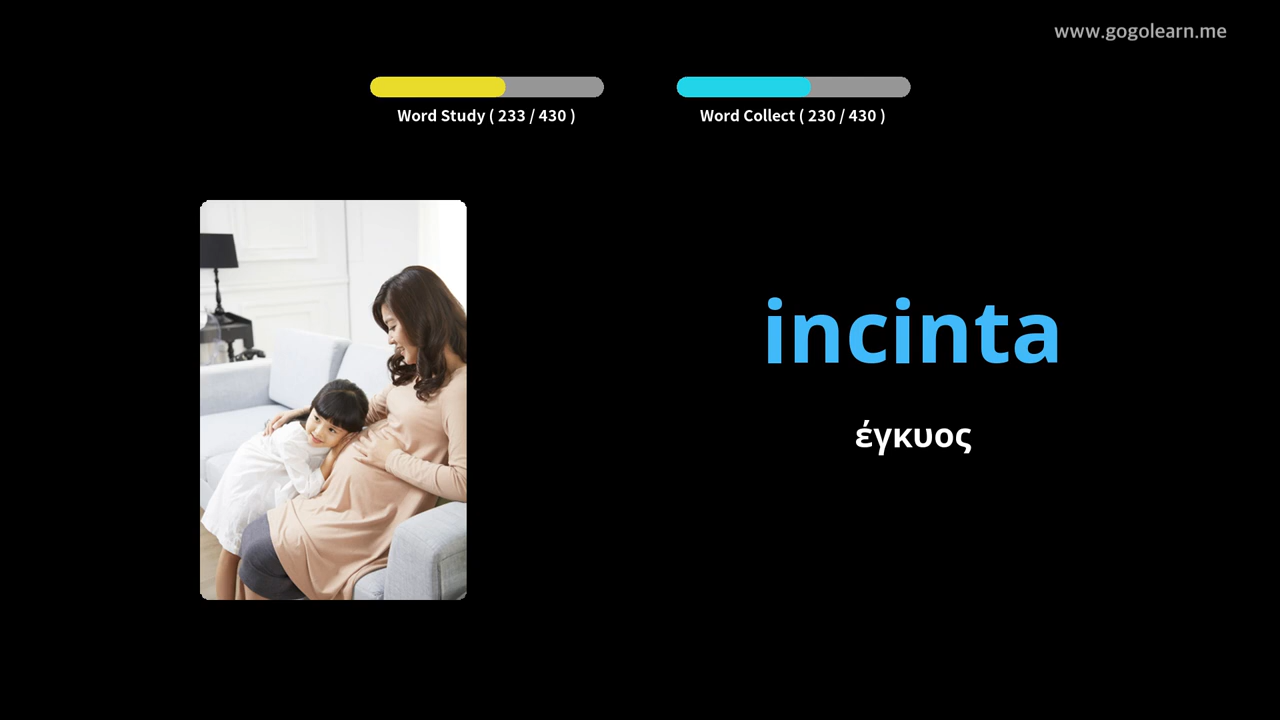 www.gogolearn.me
Word Study ( 233 / 430 )
Word Collect ( 230 / 430 )
incinta
έγκυος